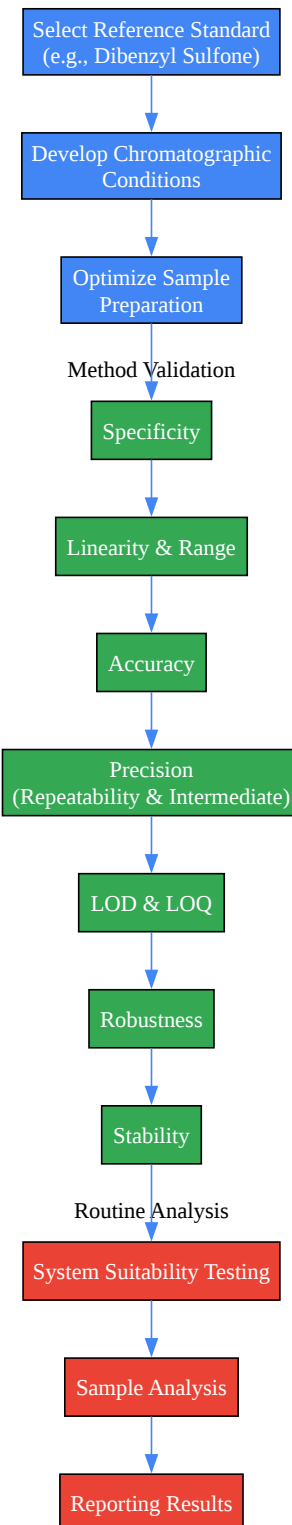 Select Reference Standard
(e.g., Dibenzyl Sulfone)
Develop Chromatographic
Conditions
Optimize Sample
Preparation
Method Validation
Specificity
Linearity & Range
Accuracy
Precision
(Repeatability & Intermediate)
LOD & LOQ
Robustness
Stability
Routine Analysis
System Suitability Testing
Sample Analysis
Reporting Results